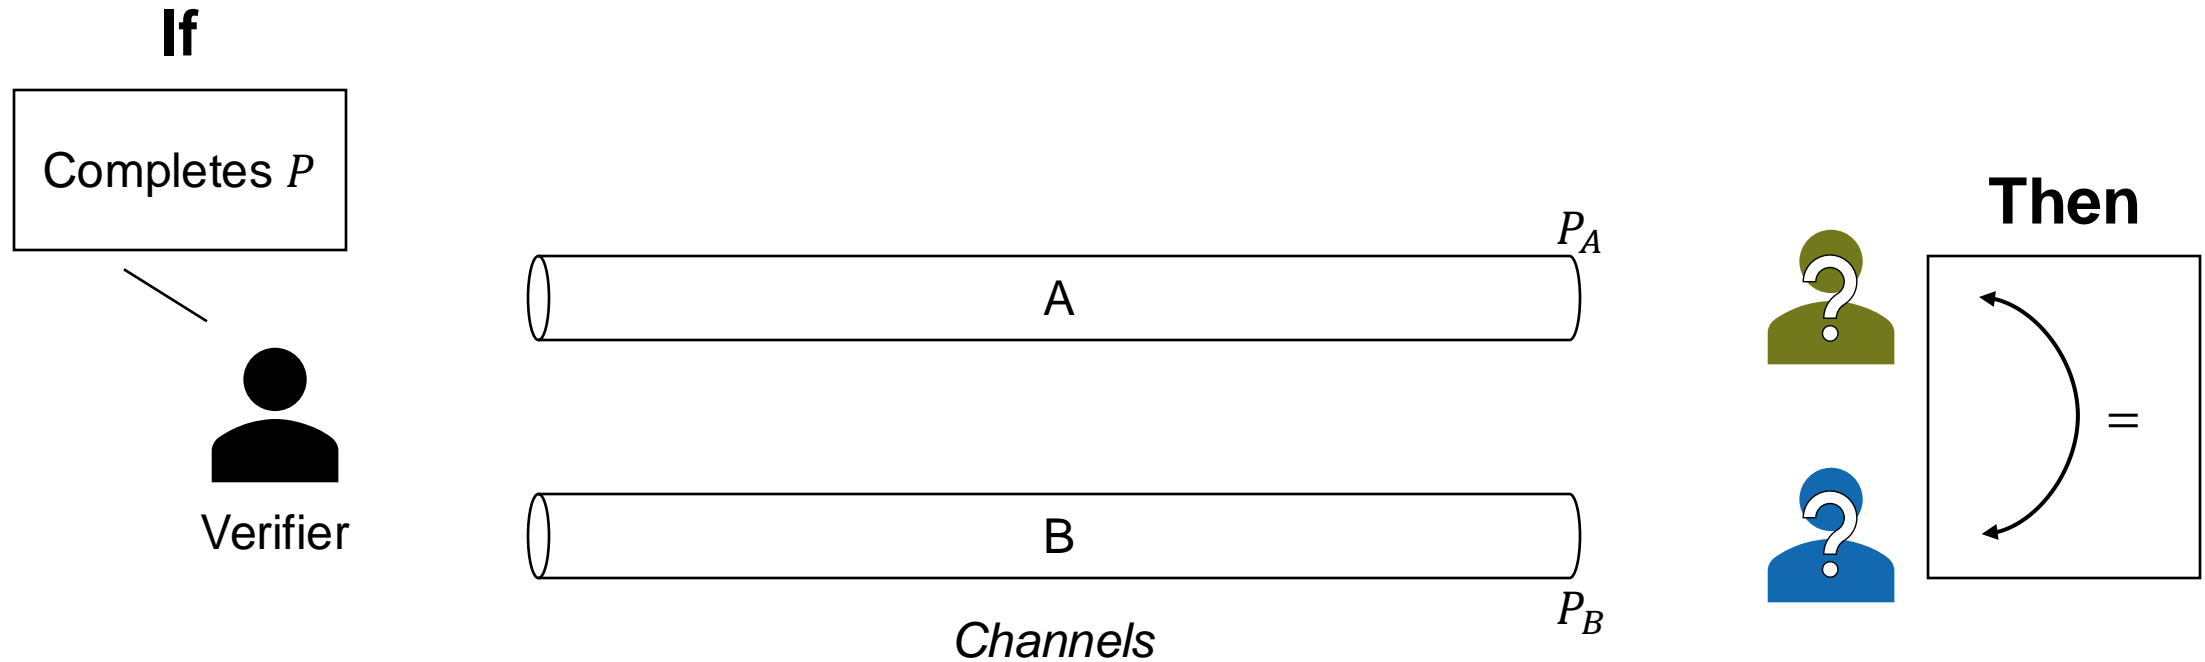 If
Completes P
Then
P_A
A
?
=
Verifier
B
?
P_B
Channels